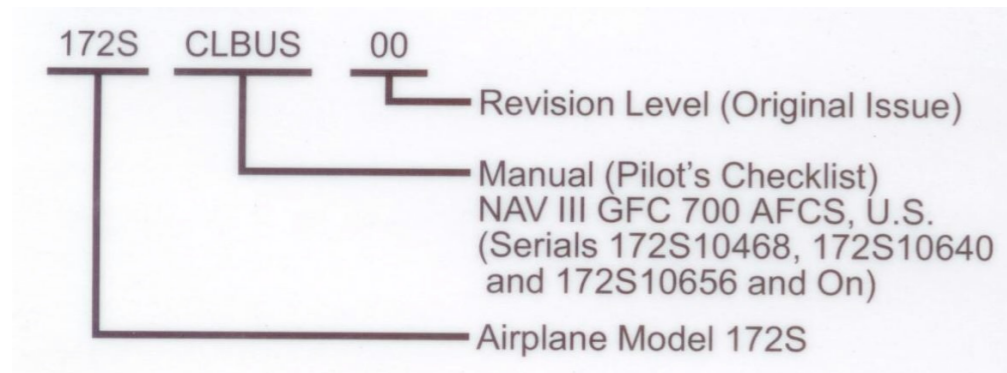 172S CLBUS 00
Revision Level (Original Issue)
Manual (Pilot's Checklist)
NAV III GFC 700 AFCS, U.S.
(Serials 172S10468, 172S10640
and 172S10656 and On)
Airplane Model 172S